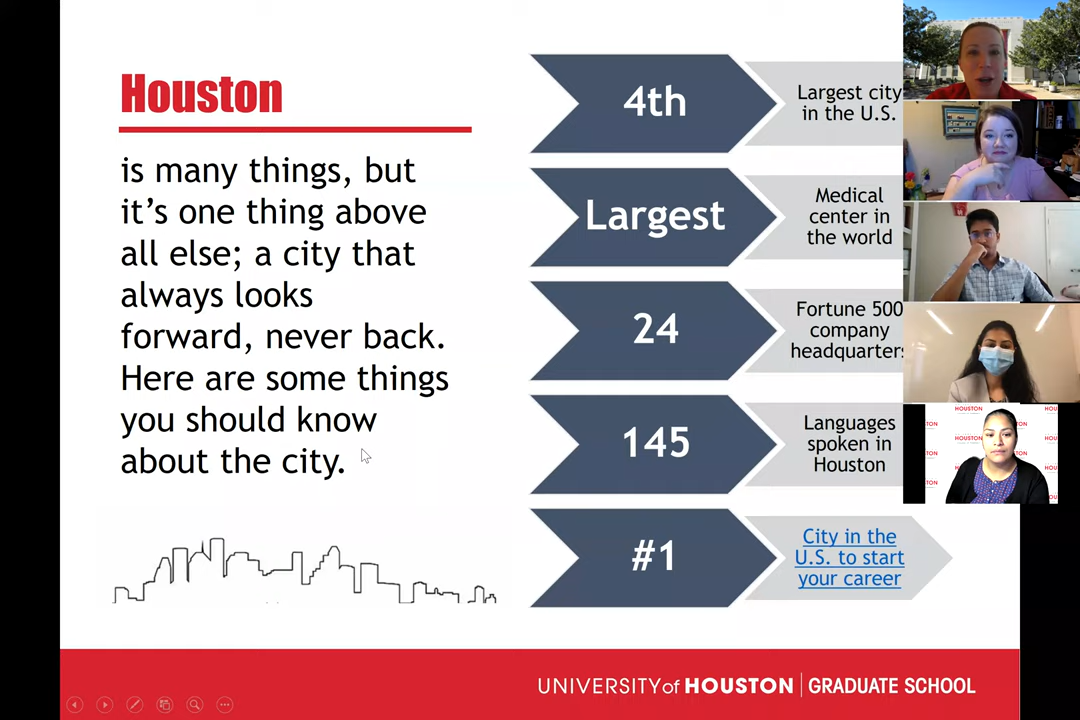 Houston
is many things, but
it’s one thing above
all else; a city that
always looks
forward, never back.
Here are some things
you should know
about the city.
4th
Largest city
in the U.S.
Largest
Medical
center in
the world
24
Fortune 500
company
headquarters
145
Languages
spoken in
Houston
#1
City in the
U.S. to start
your career
UNIVERSITY of HOUSTON | GRADUATE SCHOOL
HOUSTON
HOUSTON
HOUSTON